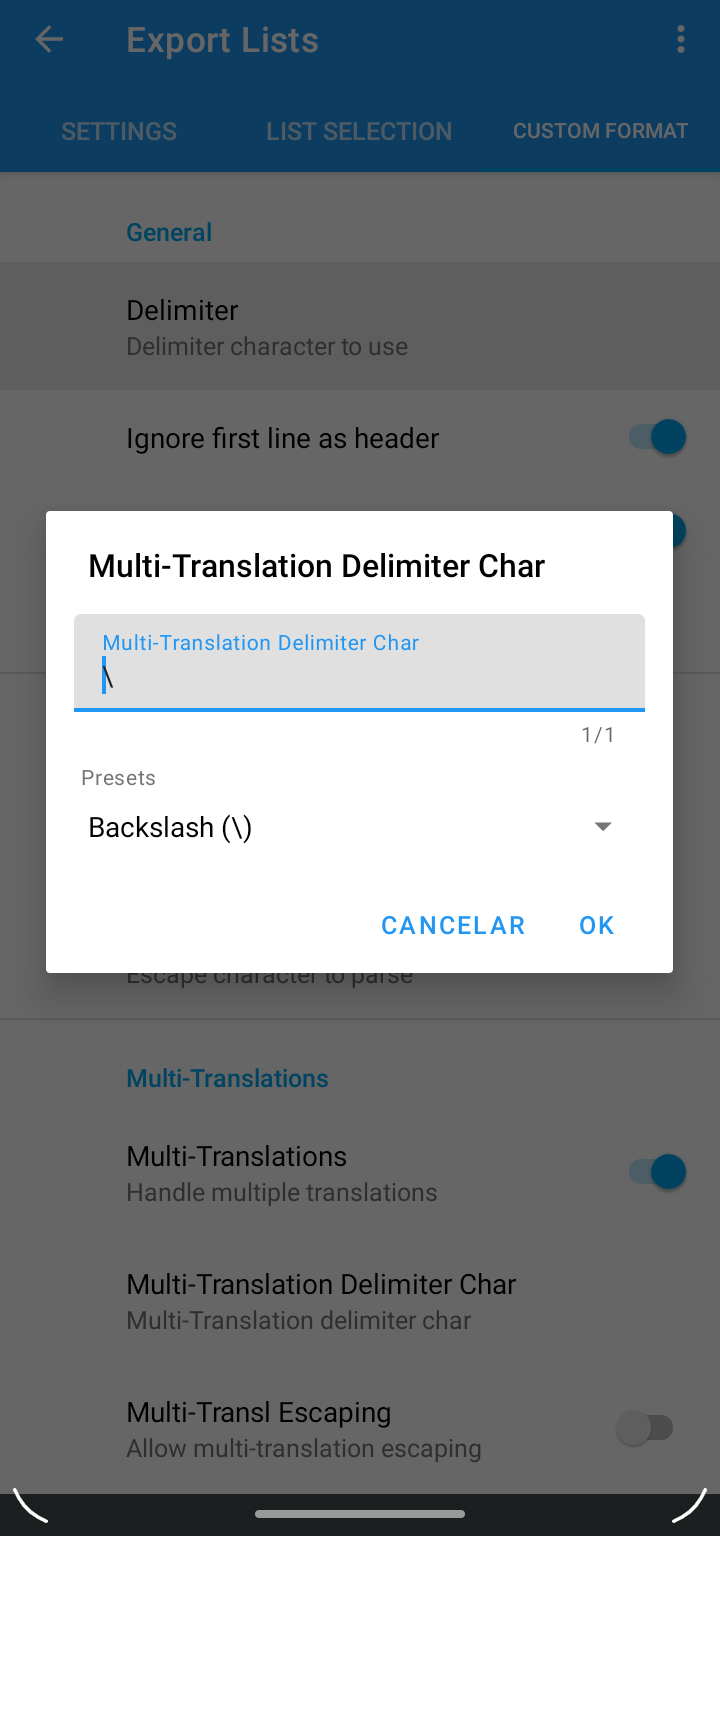 Export Lists
SETTINGS
LIST SELECTION
CUSTOM FORMAT
General
Delimiter
Delimiter character to use
Ignore first line as header
Multi-Translation Delimiter Char
Multi-Translation Delimiter Char
\
1/1
Presets
Backslash (\)
CANCELAR
OK
Escape character to parse
Multi-Translations
Multi-Translations
Handle multiple translations
Multi-Translation Delimiter Char
Multi-Translation delimiter char
Multi-Transl Escaping
Allow multi-translation escaping